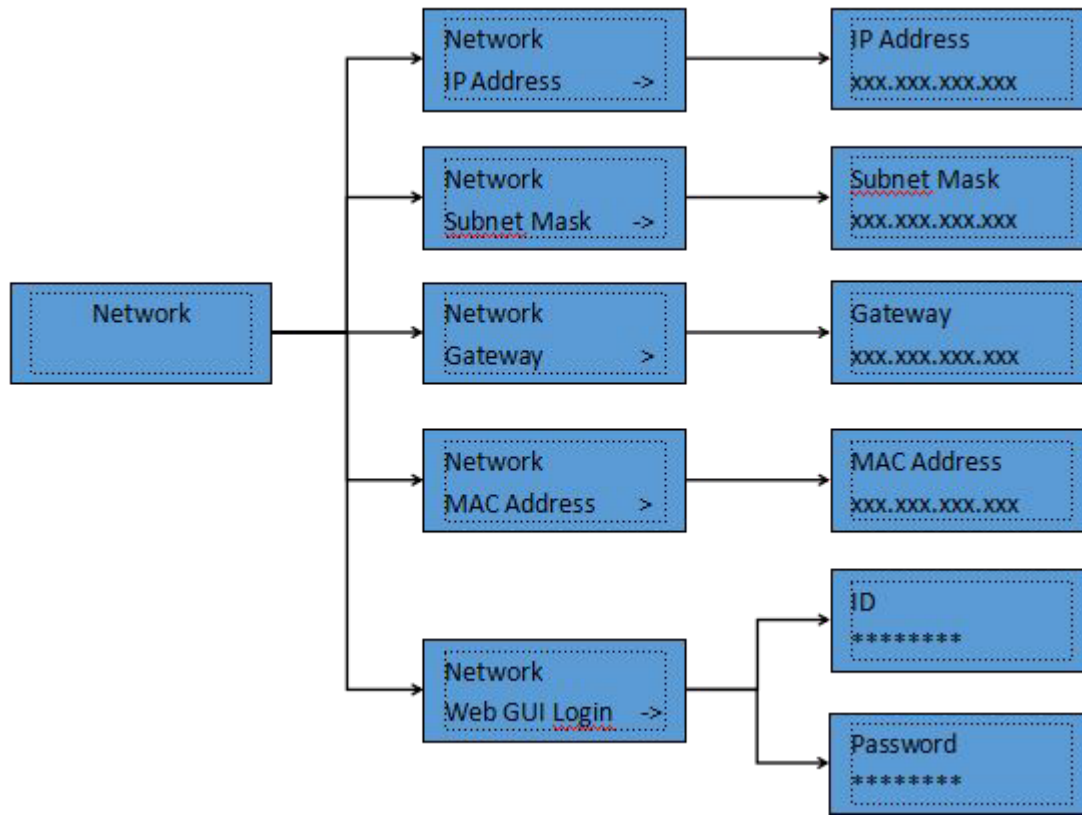 Network
IP Address ->
IP Address
xxx.xxx.xxx.xxx
Network
Subnet Mask ->
Subnet Mask
xxx.xxx.xxx.xxx
Network
Network
Gateway >
Gateway
xxx.xxx.xxx.xxx
Network
MAC Address >
MAC Address
xxx.xxx.xxx.xxx
Network
Web GUI Login ->
ID
********
Password
********